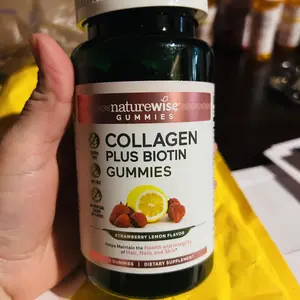 naturewise®
GUMMIES
COLLAGEN
PLUS BIOTIN
GUMMIES
STRAWBERRY LEMON FLAVOR
Helps Maintain the Health and Integrity
of Hair, Nails and Skin*
GUMMIES | DIETARY SUPPLEMENT